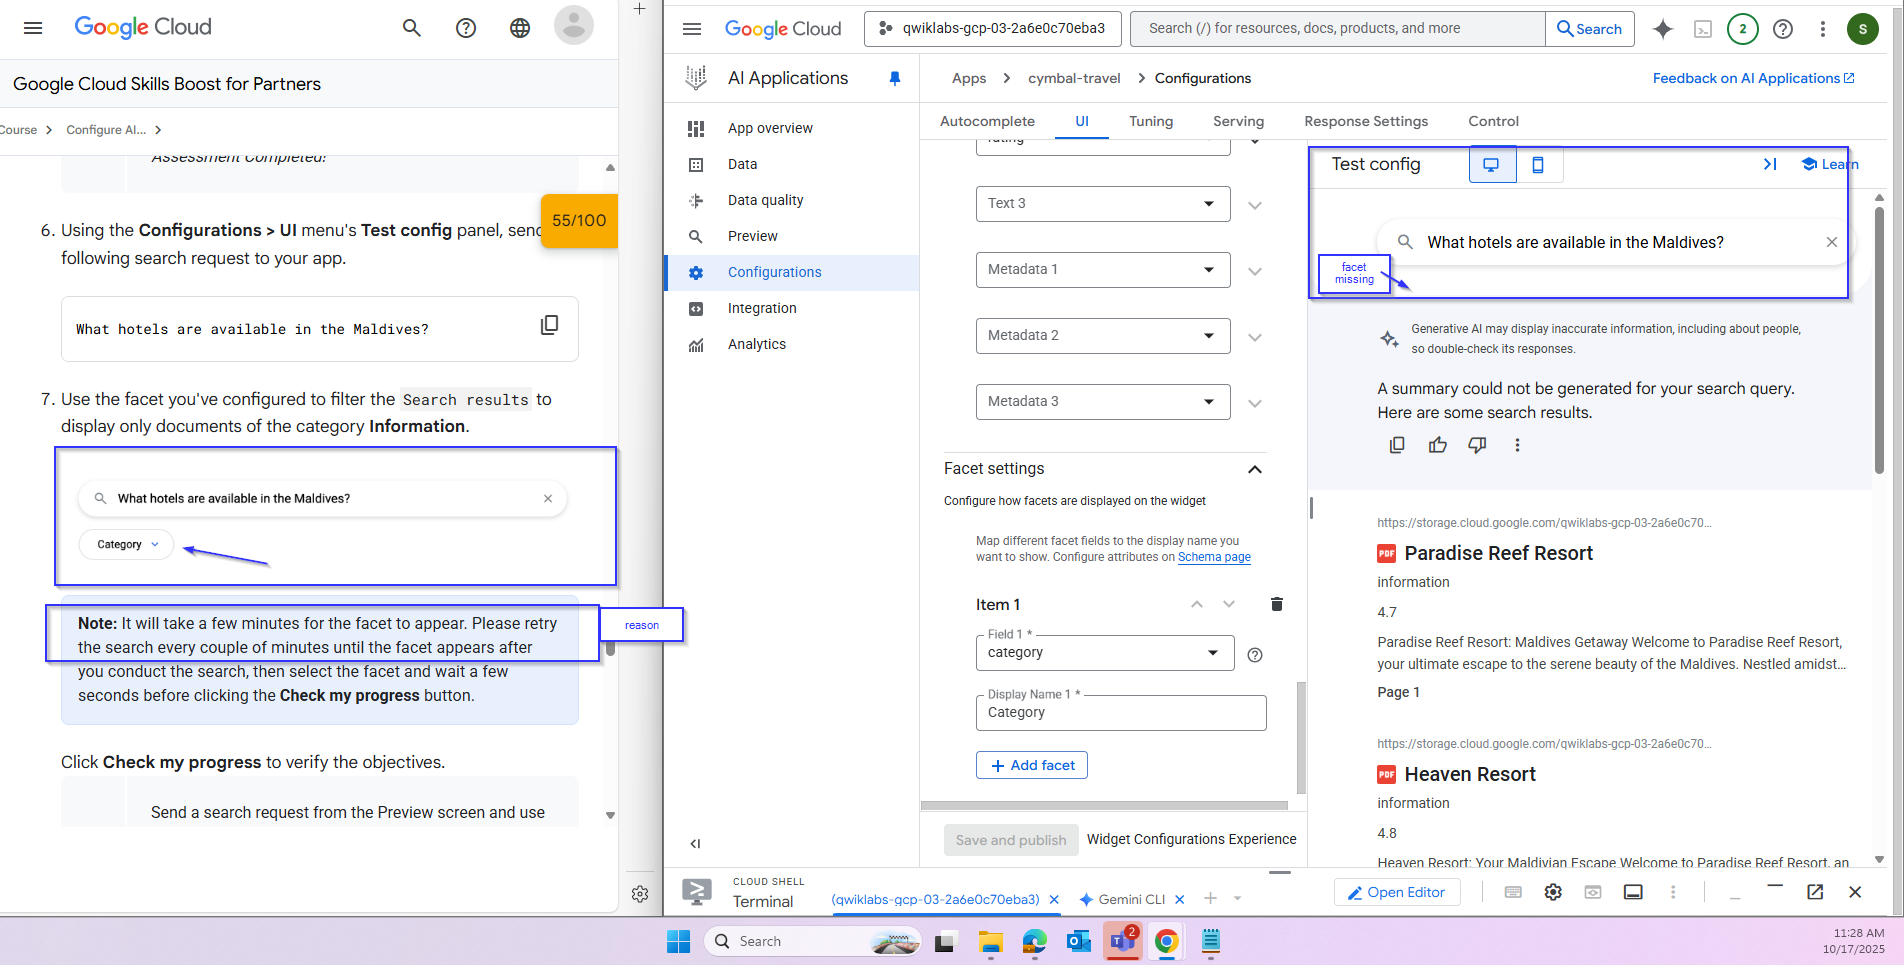 Google Cloud
Google Cloud Skills Boost for Partners
Course > Configure AI... >
Assessment Completed!
55/100
6. Using the Configurations > UI menu's Test config panel, send
following search request to your app.
What hotels are available in the Maldives?
7. Use the facet you've configured to filter the Search results to
display only documents of the category Information.
What hotels are available in the Maldives?
Category
Note: It will take a few minutes for the facet to appear. Please retry
the search every couple of minutes until the facet appears after
you conduct the search, then select the facet and wait a few
seconds before clicking the Check my progress button.
reason
Click Check my progress to verify the objectives.
Send a search request from the Preview screen and use
Google Cloud
qwiklabs-gcp-03-2a6e0c70eba3
Search (/) for resources, docs, products, and more
Search
2
S
AI Applications
Apps > cymbal-travel > Configurations
Feedback on AI Applications
App overview
Data
Data quality
Preview
Configurations
Integration
Analytics
Autocomplete
UI
Tuning
Serving
Response Settings
Control
rating
Text 3
Metadata 1
Metadata 2
Metadata 3
Facet settings
Configure how facets are displayed on the widget
Map different facet fields to the display name you
want to show. Configure attributes on Schema page
Item 1
Field 1 *
category
Display Name 1 *
Category
Add facet
Save and publish
Widget Configurations Experience
Test config
Learn
What hotels are available in the Maldives?
facet
missing
Generative AI may display inaccurate information, including about people,
so double-check its responses.
A summary could not be generated for your search query.
Here are some search results.
https://storage.cloud.google.com/qwiklabs-gcp-03-2a6e0c70...
PDF Paradise Reef Resort
information
4.7
Paradise Reef Resort: Maldives Getaway Welcome to Paradise Reef Resort,
your ultimate escape to the serene beauty of the Maldives. Nestled amidst...
Page 1
https://storage.cloud.google.com/qwiklabs-gcp-03-2a6e0c70...
PDF Heaven Resort
information
4.8
Heaven Resort: Your Maldivian Escape Welcome to Paradise Reef Resort, an
CLOUD SHELL
Terminal
(qwiklabs-gcp-03-2a6e0c70eba3)
Gemini CLI
Open Editor
Search
2
11:28 AM
10/17/2025